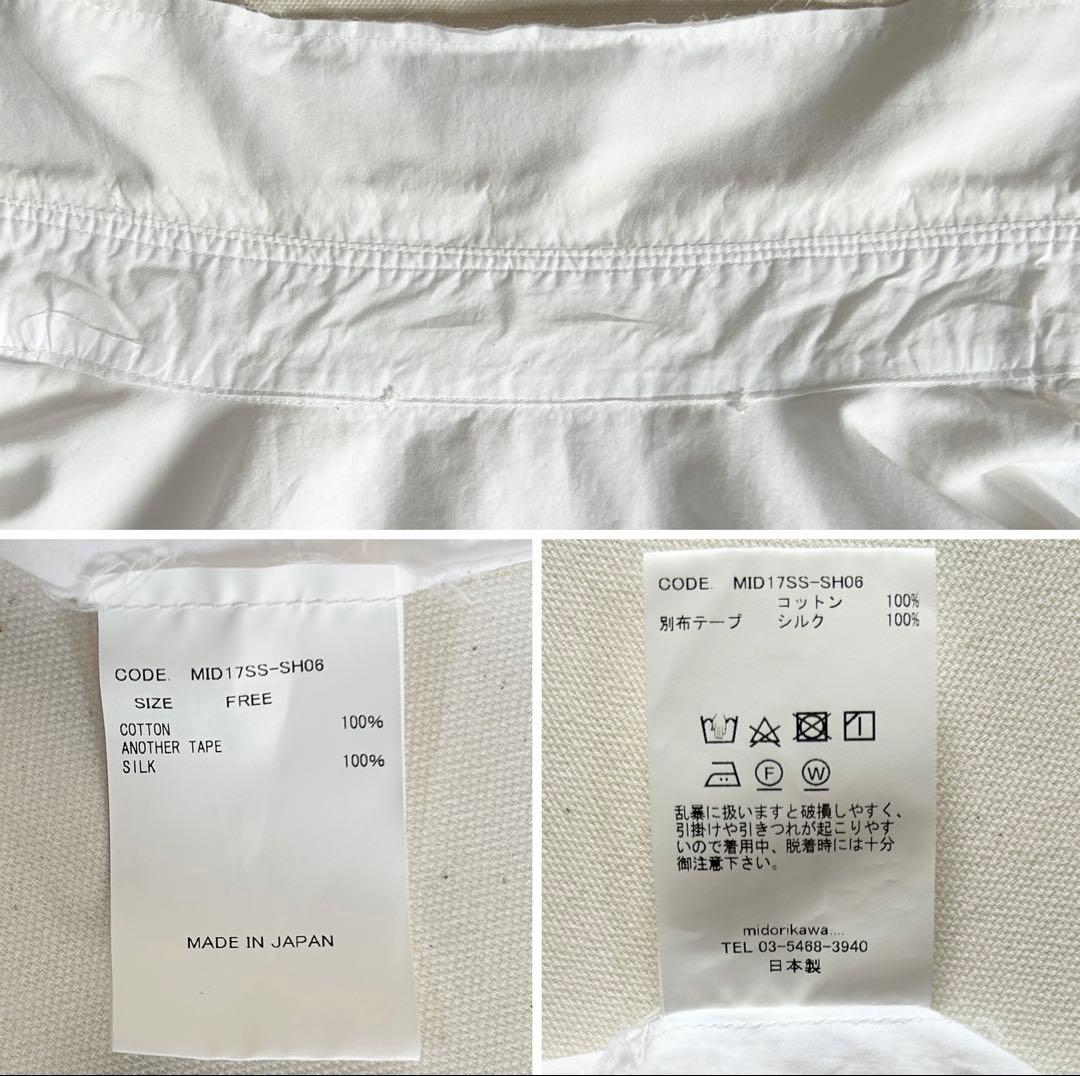 CODE. MID17SS-SH06
SIZE FREE
COTTON 100%
ANOTHER TAPE
SILK 100%
MADE IN JAPAN
CODE. MID17SS-SH06
コットン 100%
別布テープ シルク 100%
F W
乱暴に扱いますと破損しやすく、
引掛けや引きつれが起こりやす
いので着用中、脱着時には十分
御注意下さい。
midorikawa....
TEL 03-5468-3940
日本製